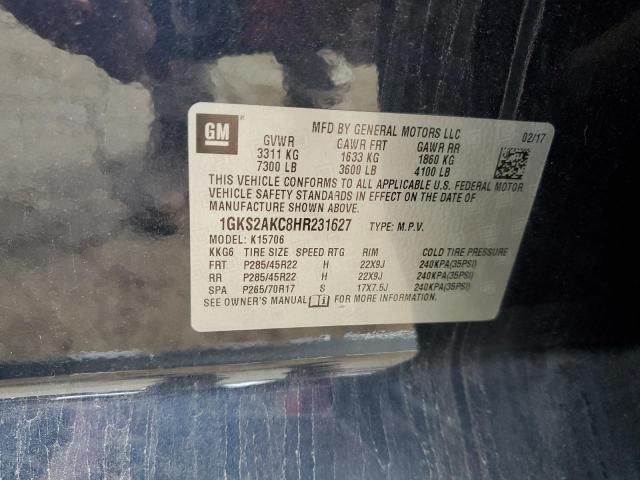 GM
MFD BY GENERAL MOTORS LLC 02/17
GVWR GAWR FRT GAWR RR
3311 KG 1633 KG 1860 KG
7300 LB 3600 LB 4100 LB
THIS VEHICLE CONFORMS TO ALL APPLICABLE U.S. FEDERAL MOTOR
VEHICLE SAFETY STANDARDS IN EFFECT ON THE DATE OF
MANUFACTURE SHOWN ABOVE.
1GKS2AKC8HR231627 TYPE: M.P.V.
MODEL: K15706
KKG6 TIRE SIZE SPEED RTG RIM COLD TIRE PRESSURE
FRT P285/45R22 H 22X9J 240KPA(35PSI)
RR P285/45R22 H 22X9J 240KPA(35PSI)
SPA P265/70R17 S 17X7.5J 240KPA(35PSI)
SEE OWNER'S MANUAL FOR MORE INFORMATION.